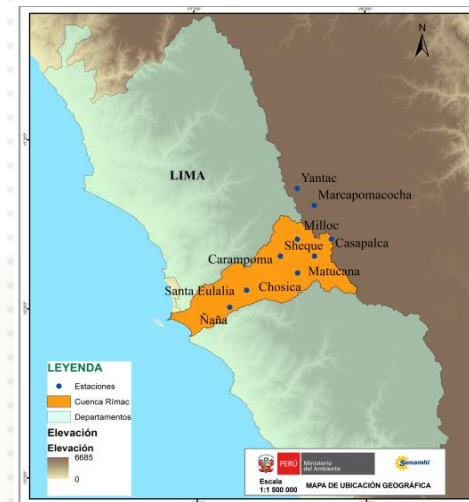 N
LIMA
Yantac
Marcapomacocha
Milloc
Sheque
Casapalca
Carampoma
Matucana
Santa Eulalia
Chosica
Ñaña
LEYENDA
Estaciones
Cuenca Rímac
Departamentos
Elevación
Elevación
6685
0
PERÚ
Ministerio
del Ambiente
Senamhi
Escala
1:1 500 000
MAPA DE UBICACIÓN GEOGRÁFICA